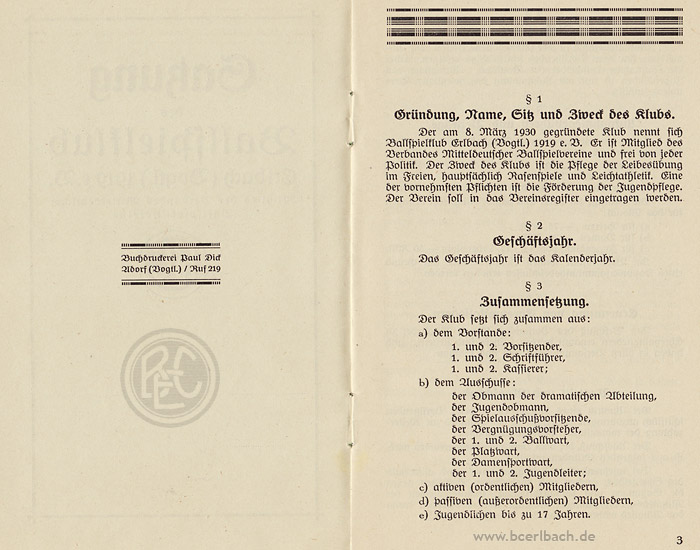 Buchdruckerei Paul Dick
Adorf (Vogtl.) / Ruf 219
§ 1
Gründung, Name, Sitz und Zweck des Klubs.
Der am 8. März 1930 gegründete Klub nennt sich
Ballspielklub Erlbach (Vogtl.) 1919 e. V. Er ist Mitglied des
Verbandes Mitteldeutscher Ballspielvereine und frei von jeder
Politik. Der Zweck des Klubs ist die Pflege der Leibesübung
im Freien, hauptsächlich Rasenspiele und Leichtathletik. Eine
der vornehmsten Pflichten ist die Förderung der Jugendpflege.
Der Verein soll in das Vereinsregister eingetragen werden.
§ 2
Geschäftsjahr.
Das Geschäftsjahr ist das Kalenderjahr.
§ 3
Zusammensetzung.
Der Klub setzt sich zusammen aus:
a) dem Vorstande:
1. und 2. Vorsitzender,
1. und 2. Schriftführer,
1. und 2. Kassierer;
b) dem Ausschusse:
der Obmann der dramatischen Abteilung,
der Jugendobmann,
der Spielausschußvorsitzende,
der Vergnügungsvorsteher,
der 1. und 2. Ballwart,
der Platzwart,
der Damensportwart,
der 1. und 2. Jugendleiter;
c) aktiven (ordentlichen) Mitgliedern,
d) passiven (außerordentlichen) Mitgliedern,
e) Jugendlichen bis zu 17 Jahren.
www.bcerlbach.de
3